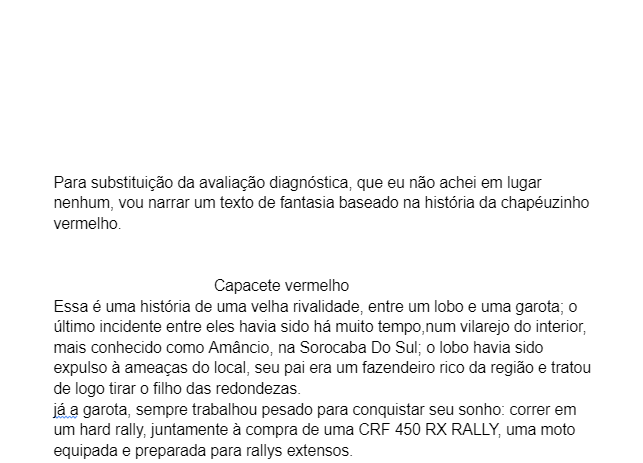 Para substituição da avaliação diagnóstica, que eu não achei em lugar
nenhum, vou narrar um texto de fantasia baseado na história da chapéuzinho
vermelho.
Capacete vermelho
Essa é uma história de uma velha rivalidade, entre um lobo e uma garota; o
último incidente entre eles havia sido há muito tempo,num vilarejo do interior,
mais conhecido como Amâncio, na Sorocaba Do Sul; o lobo havia sido
expulso à ameaças do local, seu pai era um fazendeiro rico da região e tratou
de logo tirar o filho das redondezas.
já a garota, sempre trabalhou pesado para conquistar seu sonho: correr em
um hard rally, juntamente à compra de uma CRF 450 RX RALLY, uma moto
equipada e preparada para rallys extensos.